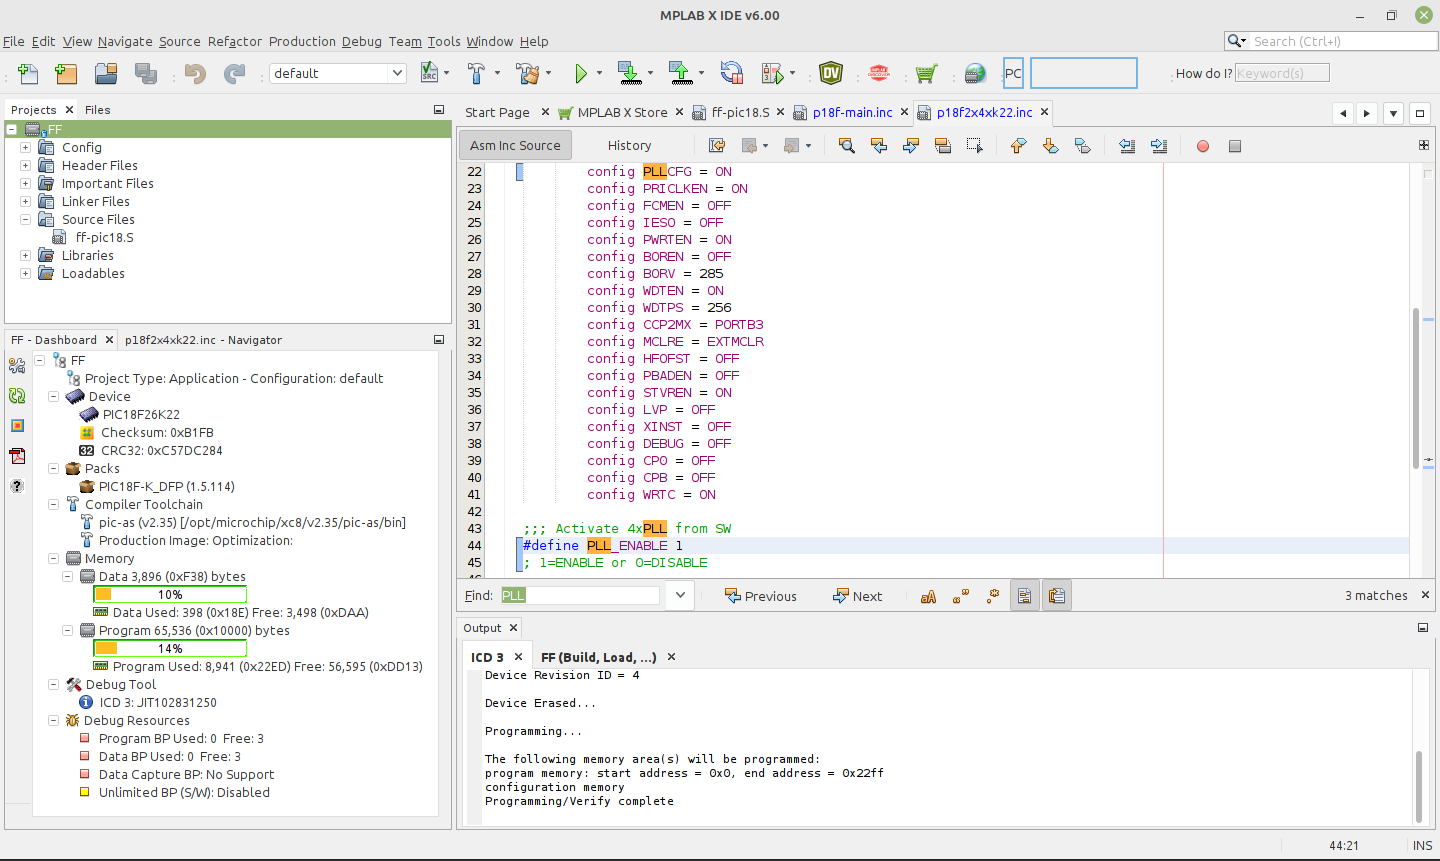 MPLAB X IDE v6.00
File Edit View Navigate Source Refactor Production Debug Team Tools Window Help
Search (Ctrl+I)
default
SRC
DV
PC
How do I?
Keyword(s)
Projects
Files
FF
Config
Header Files
Important Files
Linker Files
Source Files
ff-pic18.S
Libraries
Loadables
FF - Dashboard
p18f2x4xk22.inc - Navigator
FF
Project Type: Application - Configuration: default
Device
PIC18F26K22
Checksum: 0xB1FB
32 CRC32: 0xC57DC284
Packs
PIC18F-K_DFP (1.5.114)
Compiler Toolchain
pic-as (v2.35) [/opt/microchip/xc8/v2.35/pic-as/bin]
Production Image: Optimization:
Memory
Data 3,896 (0xF38) bytes
10%
Data Used: 398 (0x18E) Free: 3,498 (0xDAA)
Program 65,536 (0x10000) bytes
14%
Program Used: 8,941 (0x22ED) Free: 56,595 (0xDD13)
Debug Tool
ICD 3: JIT102831250
Debug Resources
Program BP Used: 0 Free: 3
Data BP Used: 0 Free: 3
Data Capture BP: No Support
Unlimited BP (S/W): Disabled
Start Page
MPLAB X Store
ff-pic18.S
p18f-main.inc
p18f2x4xk22.inc
Asm Inc Source
History
22 config PLLCFG = ON
23 config PRICLKEN = ON
24 config FCMEN = OFF
25 config IESO = OFF
26 config PWRTEN = ON
27 config BOREN = OFF
28 config BORV = 285
29 config WDTEN = ON
30 config WDTPS = 256
31 config CCP2MX = PORTB3
32 config MCLRE = EXTMCLR
33 config HFOFST = OFF
34 config PBADEN = OFF
35 config STVREN = ON
36 config LVP = OFF
37 config XINST = OFF
38 config DEBUG = OFF
39 config CPO = OFF
40 config CPB = OFF
41 config WRTC = ON
42
43 ;;; Activate 4xPLL from SW
44 #define PLL_ENABLE 1
45 ; 1=ENABLE or 0=DISABLE
Find: PLL
Previous
Next
3 matches
Output
ICD 3
FF (Build, Load, ...)
Device Revision ID = 4
Device Erased...
Programming...
The following memory area(s) will be programmed:
program memory: start address = 0x0, end address = 0x22ff
configuration memory
Programming/Verify complete
44:21
INS